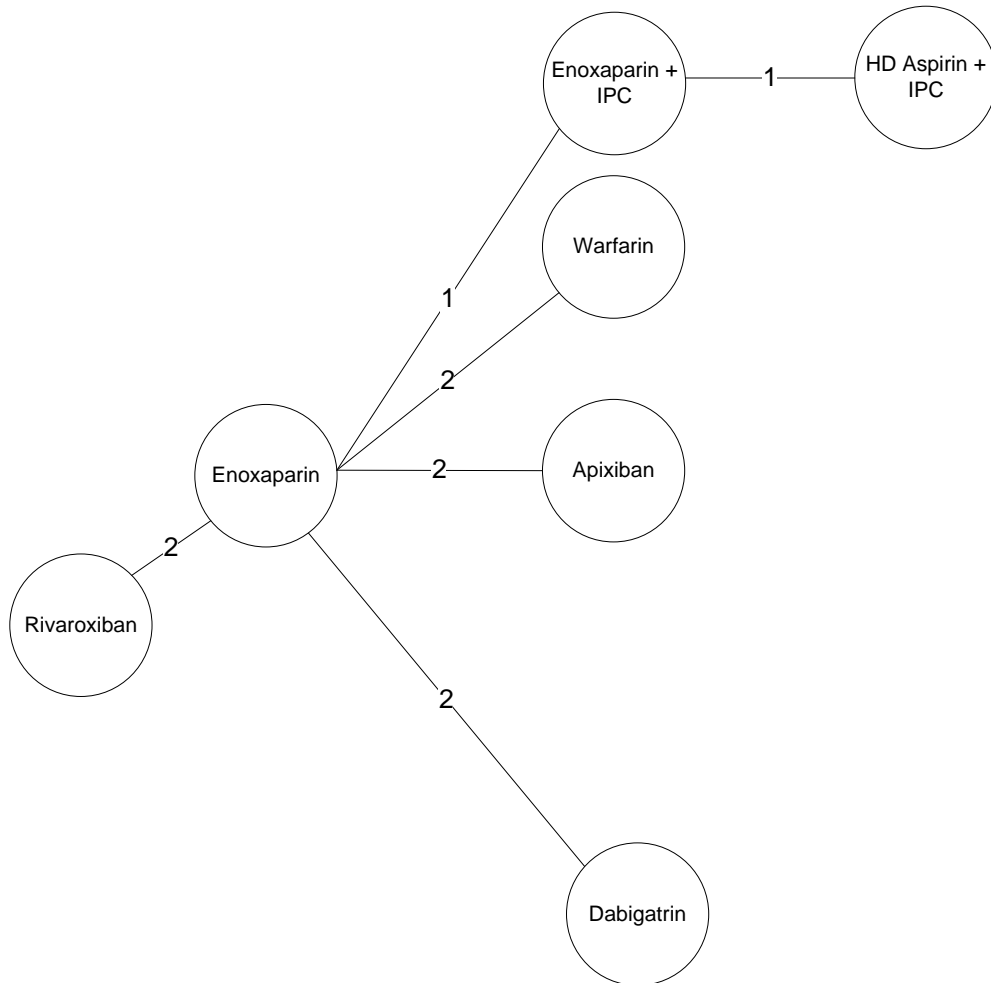 Enoxaparin +
IPC
1
HD Aspirin +
IPC
Warfarin
1
2
Enoxaparin
2
Apixiban
2
Rivaroxiban
2
Dabigatrin